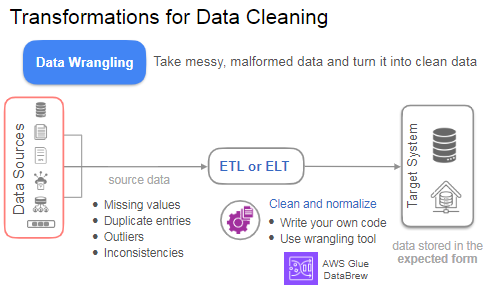 Transformations for Data Cleaning
Data Wrangling
Take messy, malformed data and turn it into clean data
Data Sources
source data
• Missing values
• Duplicate entries
• Outliers
• Inconsistencies
ETL or ELT
Clean and normalize
• Write your own code
• Use wrangling tool
AWS Glue
DataBrew
Target System
data stored in the
expected form